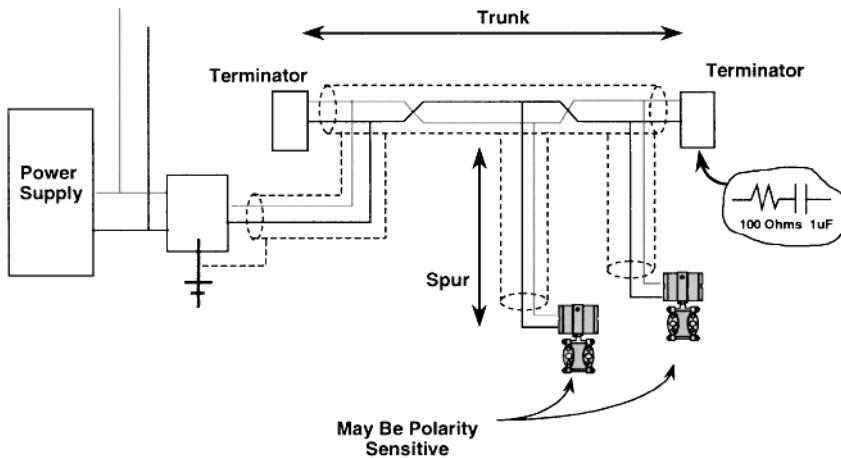 Trunk
Terminator
Terminator
Power
Supply
100 Ohms 1uF
Spur
May Be Polarity
Sensitive